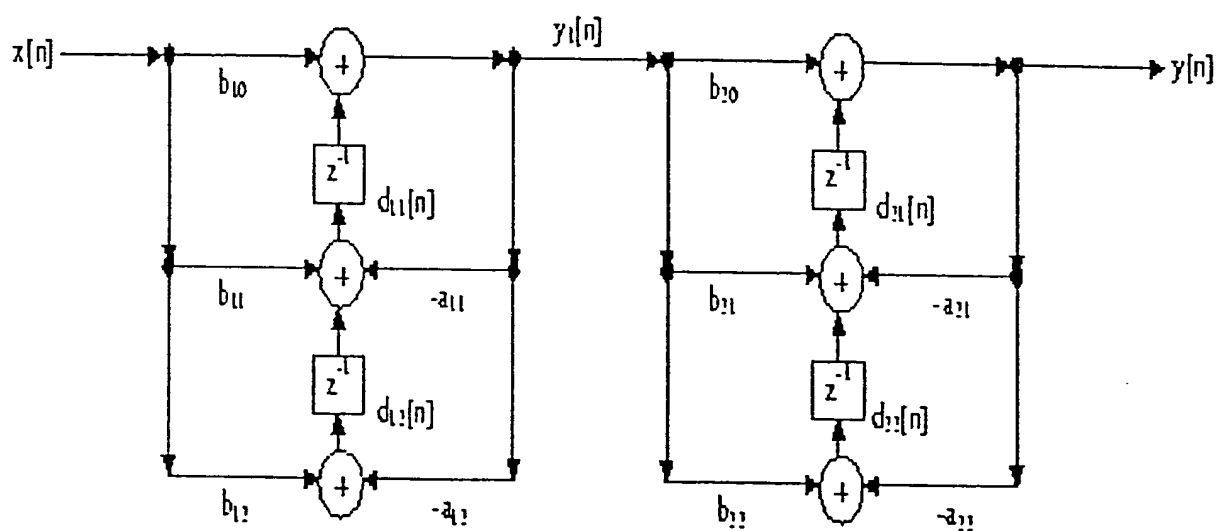 x[n] + y₁[n] + y[n]
b₁₀ b₂₀
z⁻¹ z⁻¹
d₁₁[n] d₂₁[n]
+ +
b₁₁ -a₁₁ b₂₁ -a₂₁
z⁻¹ z⁻¹
d₁₂[n] d₂₂[n]
+ +
b₁₂ -a₁₂ b₂₂ -a₂₂